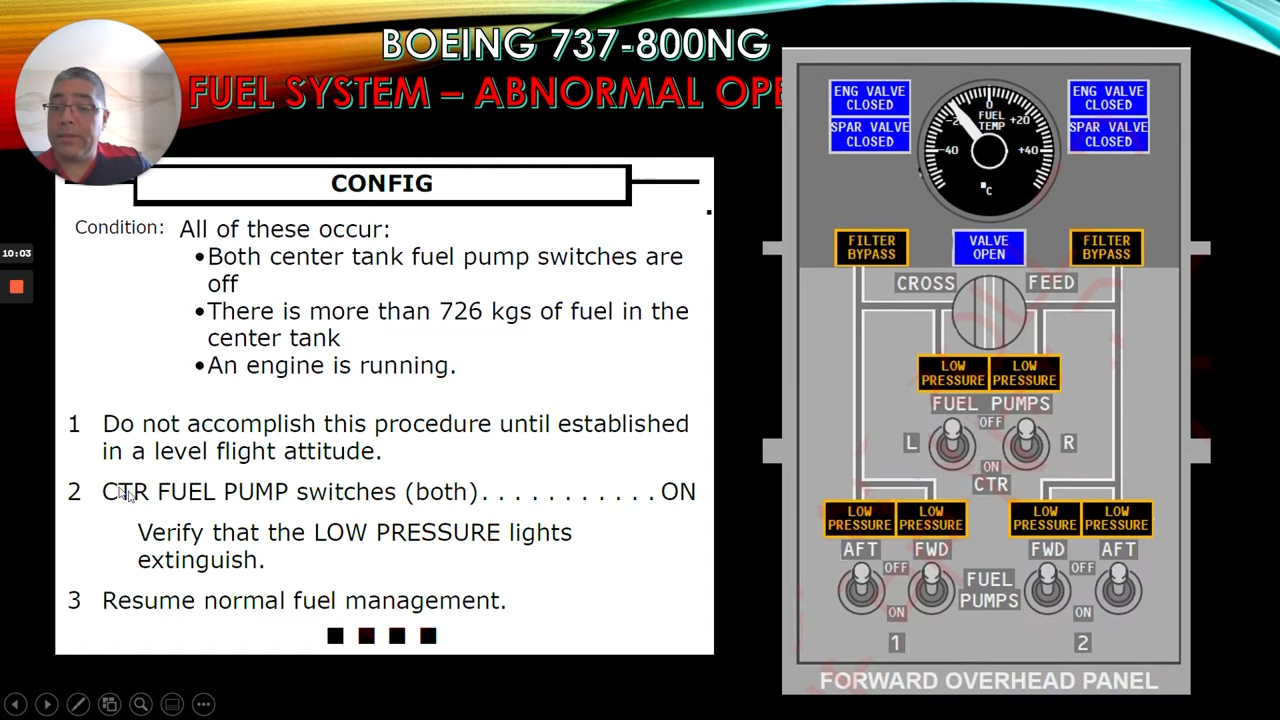 BOEING 737-800NG
FUEL SYSTEM – ABNORMAL OPE
10:03
CONFIG
Condition: All of these occur:
•Both center tank fuel pump switches are
off
•There is more than 726 kgs of fuel in the
center tank
•An engine is running.
1 Do not accomplish this procedure until established
in a level flight attitude.
2 CTR FUEL PUMP switches (both). . . . . . . . . . . ON
Verify that the LOW PRESSURE lights
extinguish.
3 Resume normal fuel management.
ENG VALVE
CLOSED
SPAR VALVE
CLOSED
0
-20
+20
FUEL
TEMP
-40
+40
°C
ENG VALVE
CLOSED
SPAR VALVE
CLOSED
FILTER
BYPASS
VALVE
OPEN
FILTER
BYPASS
CROSS FEED
LOW
PRESSURE
LOW
PRESSURE
FUEL PUMPS
OFF
L R
ON
CTR
LOW
PRESSURE
LOW
PRESSURE
LOW
PRESSURE
LOW
PRESSURE
AFT FWD FWD AFT
OFF OFF
FUEL
PUMPS
ON ON
1 2
FORWARD OVERHEAD PANEL